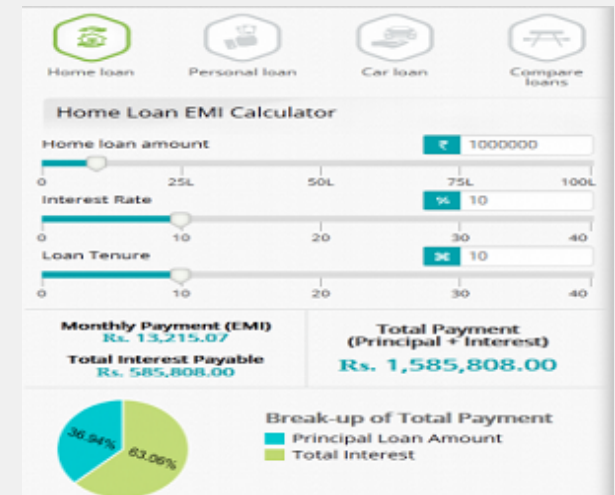 Home loan Personal loan Car loan Compare loans
Home Loan EMI Calculator
Home loan amount ₹ 1000000
0 25L 50L 75L 100L
Interest Rate % 10
0 10 20 30 40
Loan Tenure 10
0 10 20 30 40
Monthly Payment (EMI)
Rs. 13,215.07
Total Interest Payable
Rs. 585,808.00
Total Payment
(Principal + Interest)
Rs. 1,585,808.00
Break-up of Total Payment
36.94% 63.06%
Principal Loan Amount
Total Interest